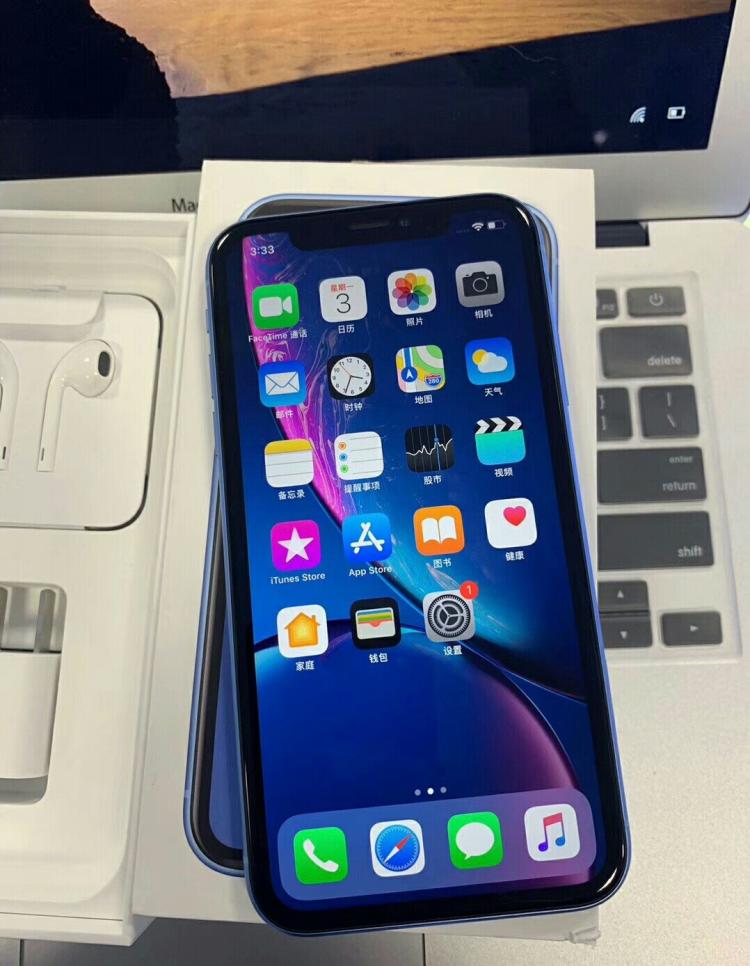 Ma
3:33
FaceTime 通话
星期一
3
日历
照片
相机
邮件
时钟
280
地图
天气
备忘录
提醒事项
股市
视频
iTunes Store
App Store
图书
健康
家庭
钱包
1
设置
delete
}
]
|
\
enter
return
shift